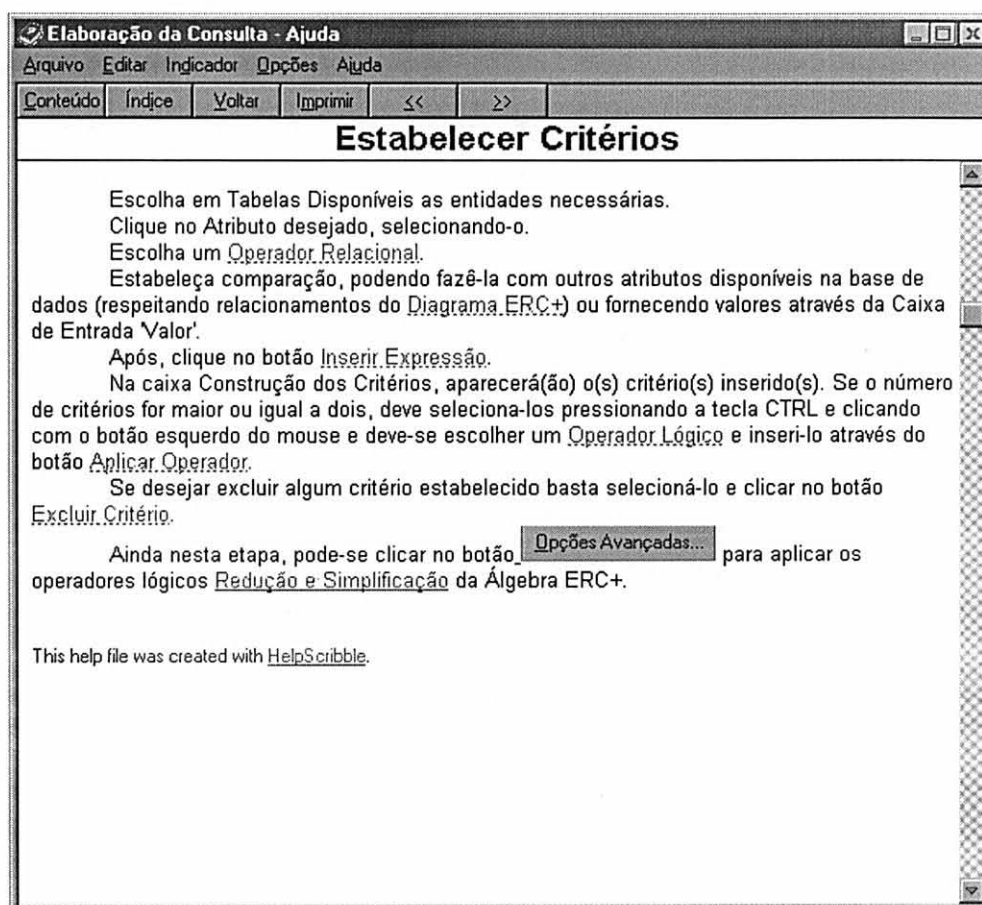 Elaboração da Consulta - Ajuda
Arquivo Editar Indicador Opções Ajuda
Conteúdo Índice Voltar Imprimir << >>
Estabelecer Critérios
Escolha em Tabelas Disponíveis as entidades necessárias.
Clique no Atributo desejado, selecionando-o.
Escolha um Operador Relacional.
Estabeleça comparação, podendo fazê-la com outros atributos disponíveis na base de
dados (respeitando relacionamentos do Diagrama ERC+) ou fornecendo valores através da Caixa
de Entrada 'Valor'.
Após, clique no botão Inserir Expressão.
Na caixa Construção dos Critérios, aparecerá(ão) o(s) critério(s) inserido(s). Se o número
de critérios for maior ou igual a dois, deve seleciona-los pressionando a tecla CTRL e clicando
com o botão esquerdo do mouse e deve-se escolher um Operador Lógico e inseri-lo através do
botão Aplicar Operador.
Se desejar excluir algum critério estabelecido basta selecioná-lo e clicar no botão
Excluir Critério.
Ainda nesta etapa, pode-se clicar no botão Opções Avançadas... para aplicar os
operadores lógicos Redução e Simplificação da Álgebra ERC+.
This help file was created with HelpScribble.